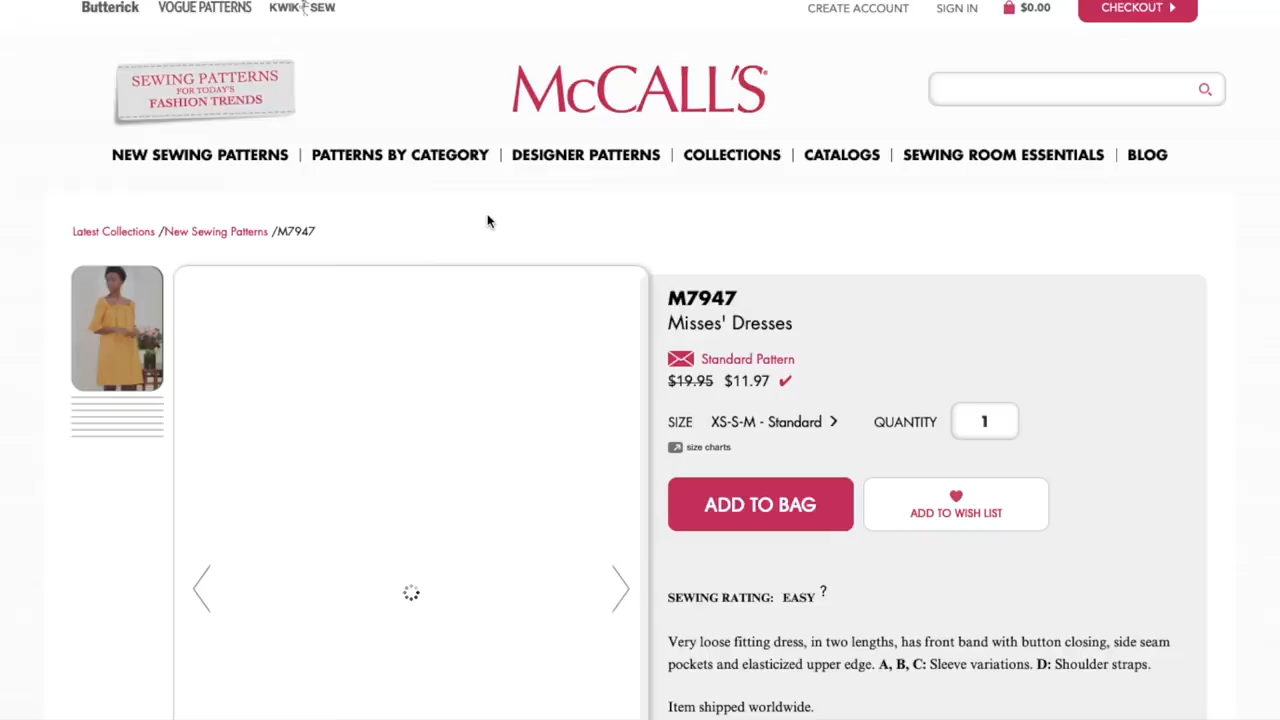 Butterick VOGUE PATTERNS KWIK SEW CREATE ACCOUNT SIGN IN $0.00 CHECKOUT
SEWING PATTERNS
FOR TODAY'S
FASHION TRENDS
McCALL'S
NEW SEWING PATTERNS | PATTERNS BY CATEGORY | DESIGNER PATTERNS | COLLECTIONS | CATALOGS | SEWING ROOM ESSENTIALS | BLOG
Latest Collections /New Sewing Patterns /M7947
M7947
Misses' Dresses
Standard Pattern
$19.95 $11.97 ✔
SIZE XS-S-M - Standard > QUANTITY 1
size charts
ADD TO BAG
ADD TO WISH LIST
SEWING RATING: EASY ?
Very loose fitting dress, in two lengths, has front band with button closing, side seam
pockets and elasticized upper edge. A, B, C: Sleeve variations. D: Shoulder straps.
Item shipped worldwide.